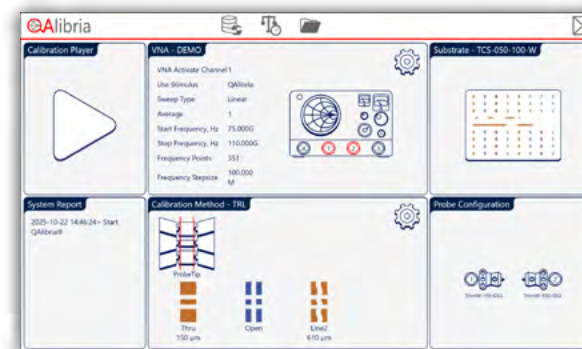 QAlibria
Calibration Player
VNA - DEMO
VNA Activate Channel 1
Use Stimulus QAlibria
Sweep Type Linear
Average 1
Start Frequency, Hz 75.000G
Stop Frequency, Hz 110.000G
Frequency Points 351
Frequency Stepsize 100.000 M
Substrate - TCS-050-100-W
System Report
2025-10-22 14:46:24> Start
QAlibria®
Calibration Method - TRL
ProbeTip
Thru
150 µm
Open
Line2
610 µm
Probe Configuration